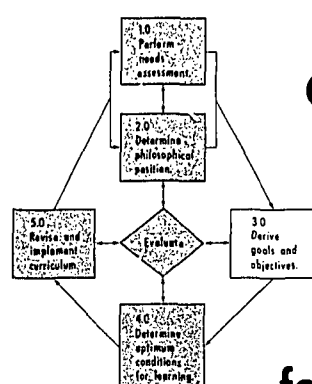 1.0
Perform
needs
assessment.
2.0
Determine
philosophical
position.
5.0
Revise and
implement
curriculum.
Evaluate
3.0
Derive
goals and
objectives.
4.0
Determine
optimum
conditions
for learning.